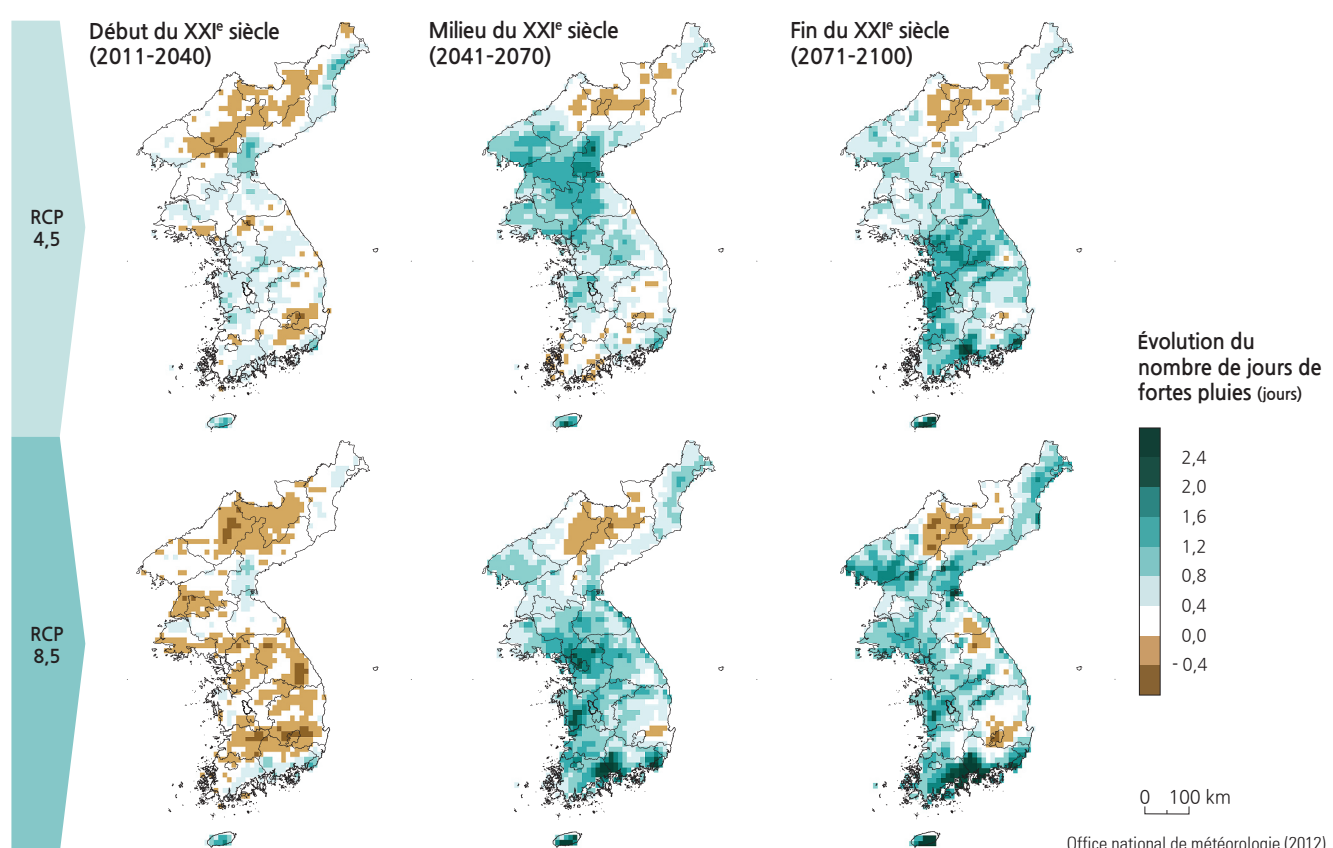 Début du XXIe siècle
(2011-2040)
Milieu du XXIe siècle
(2041-2070)
Fin du XXIe siècle
(2071-2100)
RCP
4,5
RCP
8,5
Évolution du
nombre de jours de
fortes pluies (jours)
2,4
2,0
1,6
1,2
0,8
0,4
0,0
- 0,4
0 100 km
Office national de météorologie (2012)